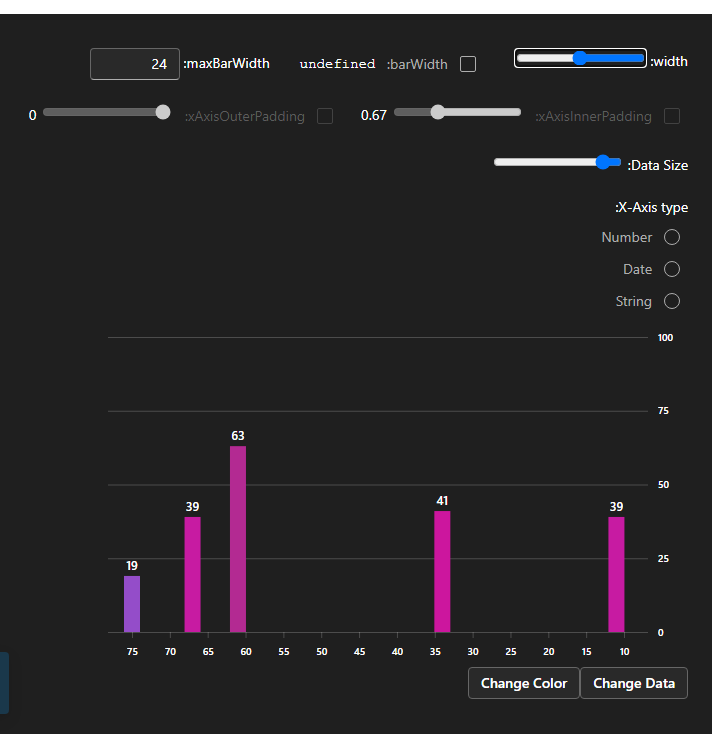 :width
undefined :barWidth
24 :maxBarWidth
0.67 :xAxisInnerPadding
0 :xAxisOuterPadding
:Data Size
:X-Axis type
Number
Date
String
100
75
50
25
0
19
39
63
41
39
75 70 65 60 55 50 45 40 35 30 25 20 15 10
Change Color Change Data